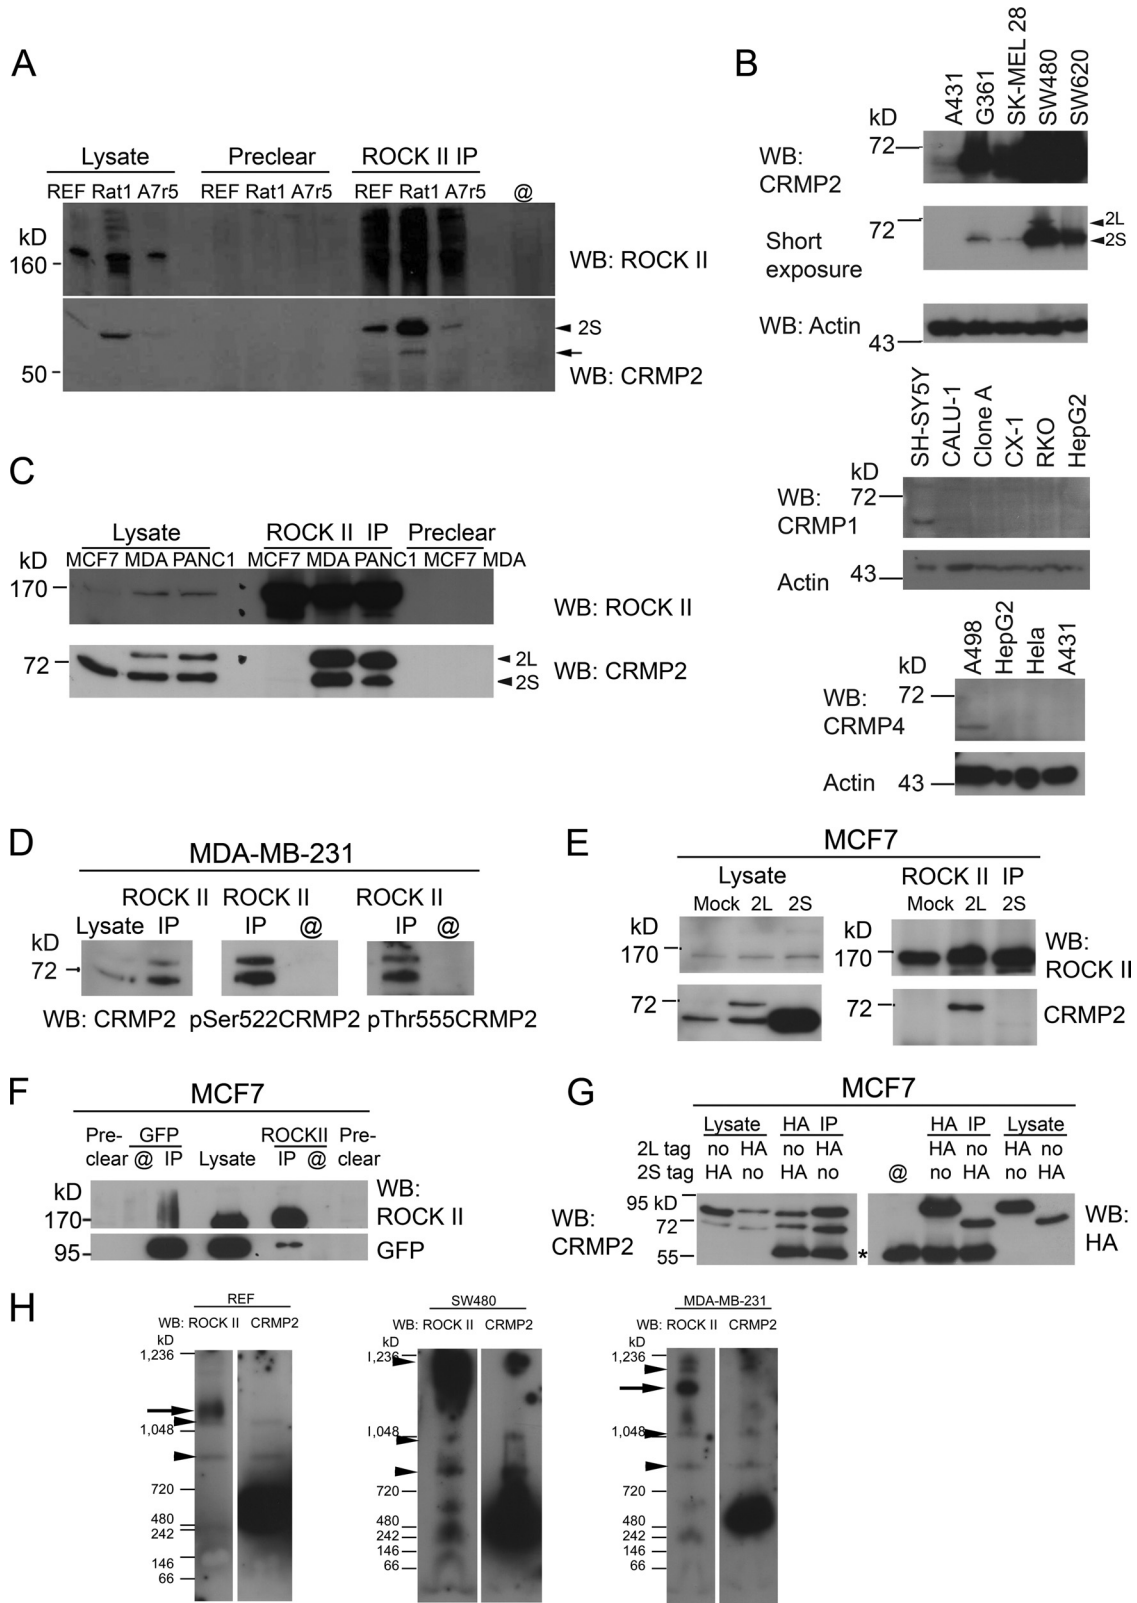 A
Lysate Preclear ROCK II IP
REF Rat1 A7r5 REF Rat1 A7r5 REF Rat1 A7r5 @
kD
160
WB: ROCK II
2S
50
WB: CRMP2
B
A431 G361 SK-MEL 28 SW480 SW620
kD
72
WB:
CRMP2
72
2L
2S
Short
exposure
WB: Actin
43
SH-SY5Y CALU-1 Clone A CX-1 RKO HepG2
kD
72
WB:
CRMP1
Actin
43
A498 HepG2 Hela A431
kD
72
WB:
CRMP4
Actin 43
C
Lysate ROCK II IP Preclear
kD MCF7 MDA PANC1 MCF7 MDA PANC1 MCF7 MDA
170
WB: ROCK II
72
2L
2S
WB: CRMP2
D
MDA-MB-231
ROCK II ROCK II ROCK II
Lysate IP IP @ IP @
kD
72
WB: CRMP2 pSer522CRMP2 pThr555CRMP2
E
MCF7
Lysate ROCK II IP
Mock 2L 2S Mock 2L 2S
kD kD
170 170
WB:
ROCK II
72 72
CRMP2
F
MCF7
Pre-clear GFP Lysate ROCKII Pre-clear
@ IP IP @
kD
170
WB:
ROCK II
95
GFP
G
MCF7
Lysate HA IP HA IP Lysate
2L tag no HA no HA HA no HA no
2S tag HA no HA no @ no HA no HA
95 kD
72
55
*
WB:
CRMP2
WB:
HA
H
REF
WB: ROCK II CRMP2
kD
1,236
1,048
720
480
242
146
66
SW480
WB: ROCK II CRMP2
kD
1,236
1,048
720
480
242
146
66
MDA-MB-231
WB: ROCK II CRMP2
kD
1,236
1,048
720
480
242
146
66